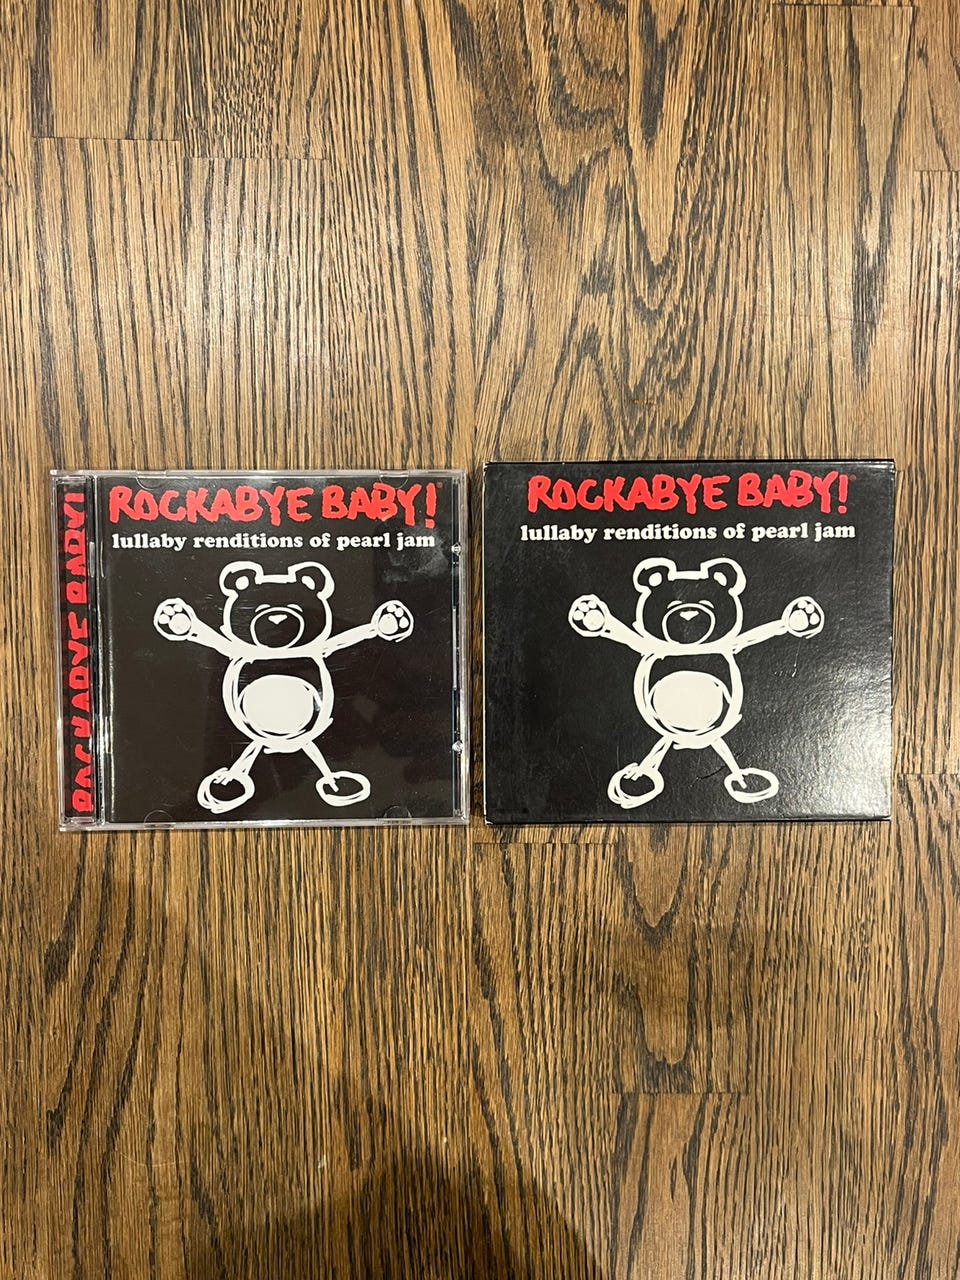 ROCKABYE BABY!
ROCKABYE BABY!®
lullaby renditions of pearl jam
ROCKABYE BABY!®
lullaby renditions of pearl jam